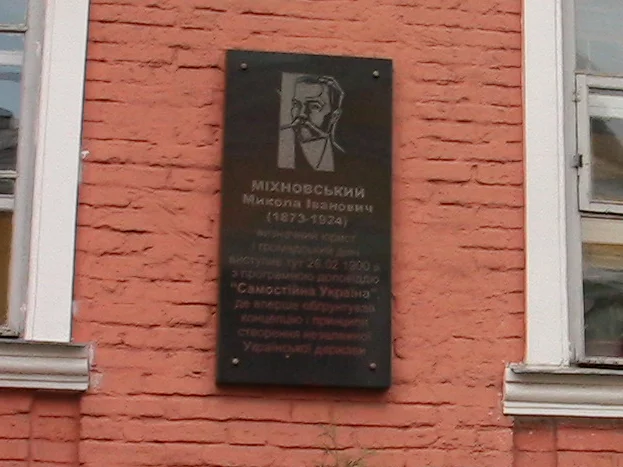 МІХНОВСЬКИЙ
Микола Іванович
(1873-1924)
визначний юрист
і громадський діяч
виступив тут 26.02.1900 р.
з програмною доповіддю
"Самостійна Україна",
де вперше обґрунтував
концепцію і принципи
створення незалежної
Української держави